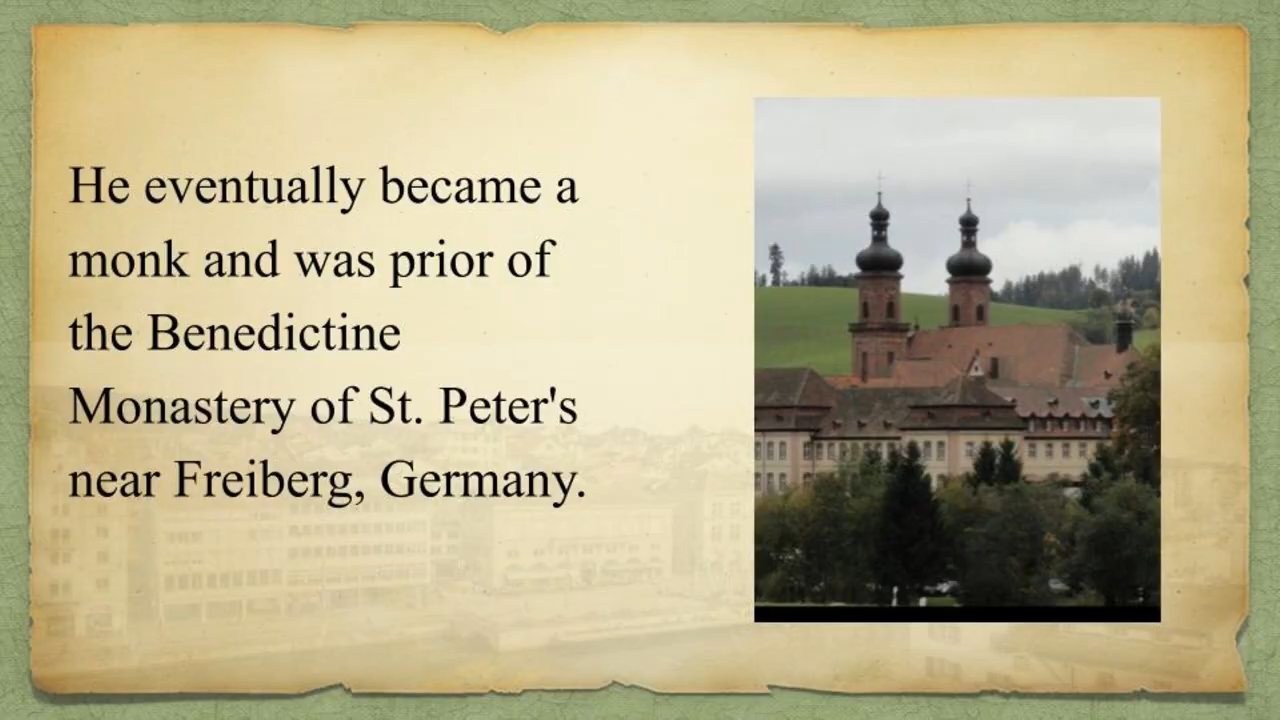 He eventually became a
monk and was prior of
the Benedictine
Monastery of St. Peter's
near Freiberg, Germany.